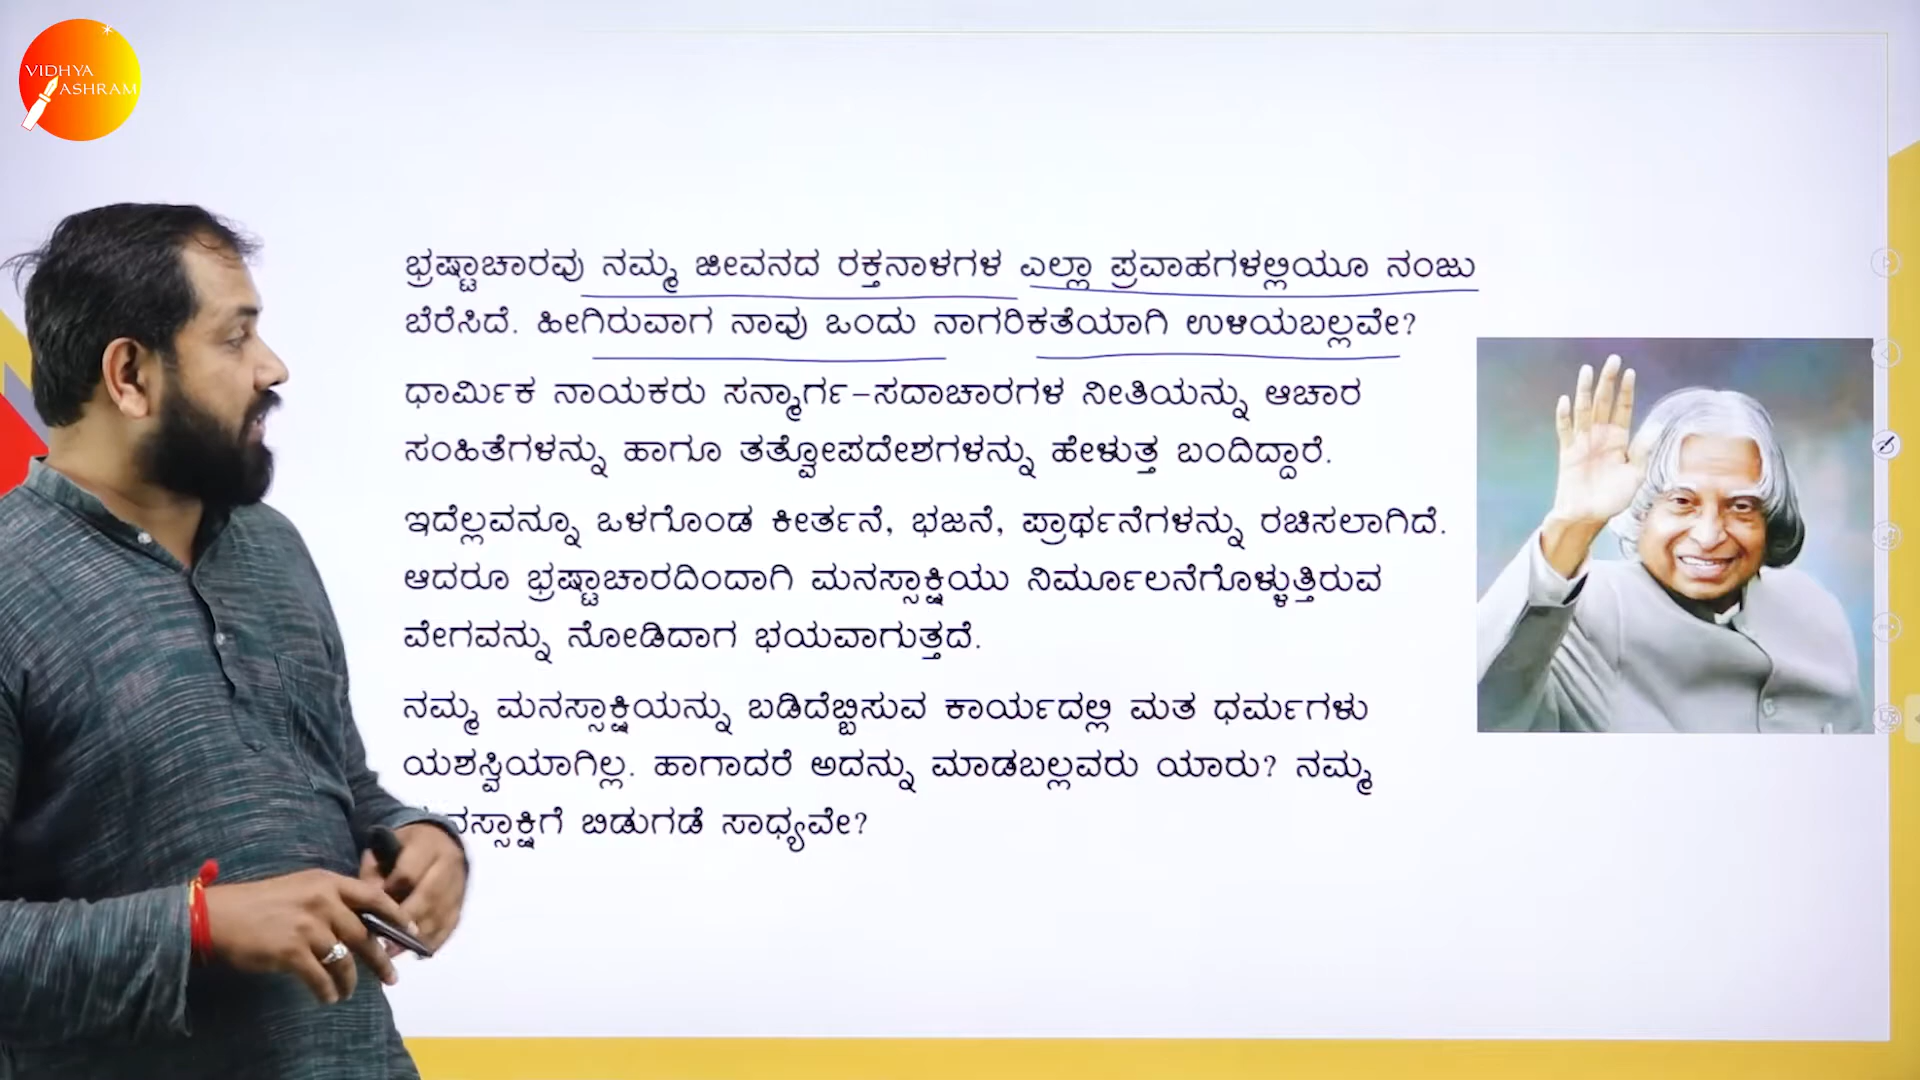 VIDHYA
ASHRAM
ಭ್ರಷ್ಟಾಚಾರವು ನಮ್ಮ ಜೀವನದ ರಕ್ತನಾಳಗಳ ಎಲ್ಲಾ ಪ್ರವಾಹಗಳಲ್ಲಿಯೂ ನಂಜು
ಬೆರೆಸಿದೆ. ಹೀಗಿರುವಾಗ ನಾವು ಒಂದು ನಾಗರಿಕತೆಯಾಗಿ ಉಳಿಯಬಲ್ಲವೇ?
ಧಾರ್ಮಿಕ ನಾಯಕರು ಸನ್ಮಾರ್ಗ-ಸದಾಚಾರಗಳ ನೀತಿಯನ್ನು ಆಚಾರ
ಸಂಹಿತೆಗಳನ್ನು ಹಾಗೂ ತತ್ವೋಪದೇಶಗಳನ್ನು ಹೇಳುತ್ತ ಬಂದಿದ್ದಾರೆ.
ಇದೆಲ್ಲವನ್ನೂ ಒಳಗೊಂಡ ಕೀರ್ತನೆ, ಭಜನೆ, ಪ್ರಾರ್ಥನೆಗಳನ್ನು ರಚಿಸಲಾಗಿದೆ.
ಆದರೂ ಭ್ರಷ್ಟಾಚಾರದಿಂದಾಗಿ ಮನಸ್ಸಾಕ್ಷಿಯು ನಿರ್ಮೂಲನೆಗೊಳ್ಳುತ್ತಿರುವ
ವೇಗವನ್ನು ನೋಡಿದಾಗ ಭಯವಾಗುತ್ತದೆ.
ನಮ್ಮ ಮನಸ್ಸಾಕ್ಷಿಯನ್ನು ಬಡಿದೆಬ್ಬಿಸುವ ಕಾರ್ಯದಲ್ಲಿ ಮತ ಧರ್ಮಗಳು
ಯಶಸ್ವಿಯಾಗಿಲ್ಲ. ಹಾಗಾದರೆ ಅದನ್ನು ಮಾಡಬಲ್ಲವರು ಯಾರು? ನಮ್ಮ
ಮನಸ್ಸಾಕ್ಷಿಗೆ ಬಿಡುಗಡೆ ಸಾಧ್ಯವೇ?